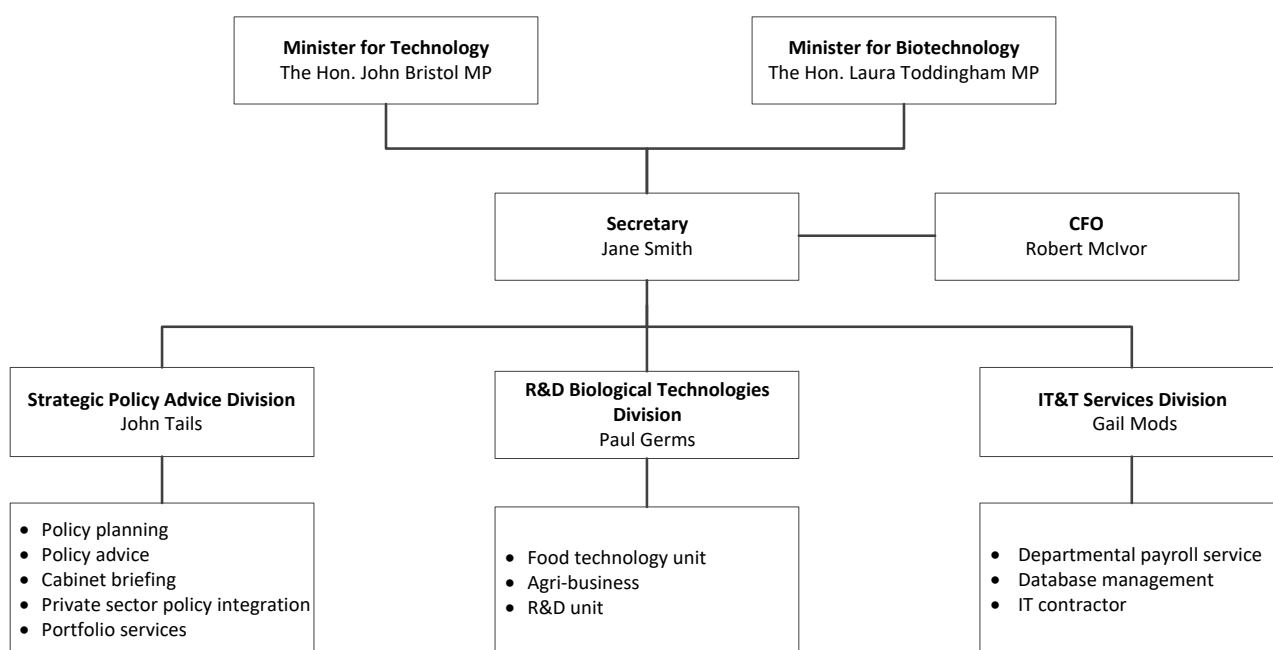 Minister for Technology
The Hon. John Bristol MP
Minister for Biotechnology
The Hon. Laura Toddingham MP
Secretary
Jane Smith
CFO
Robert McIvor
Strategic Policy Advice Division
John Tails
R&D Biological Technologies
Division
Paul Germs
IT&T Services Division
Gail Mods
• Policy planning
• Policy advice
• Cabinet briefing
• Private sector policy integration
• Portfolio services
• Food technology unit
• Agri-business
• R&D unit
• Departmental payroll service
• Database management
• IT contractor